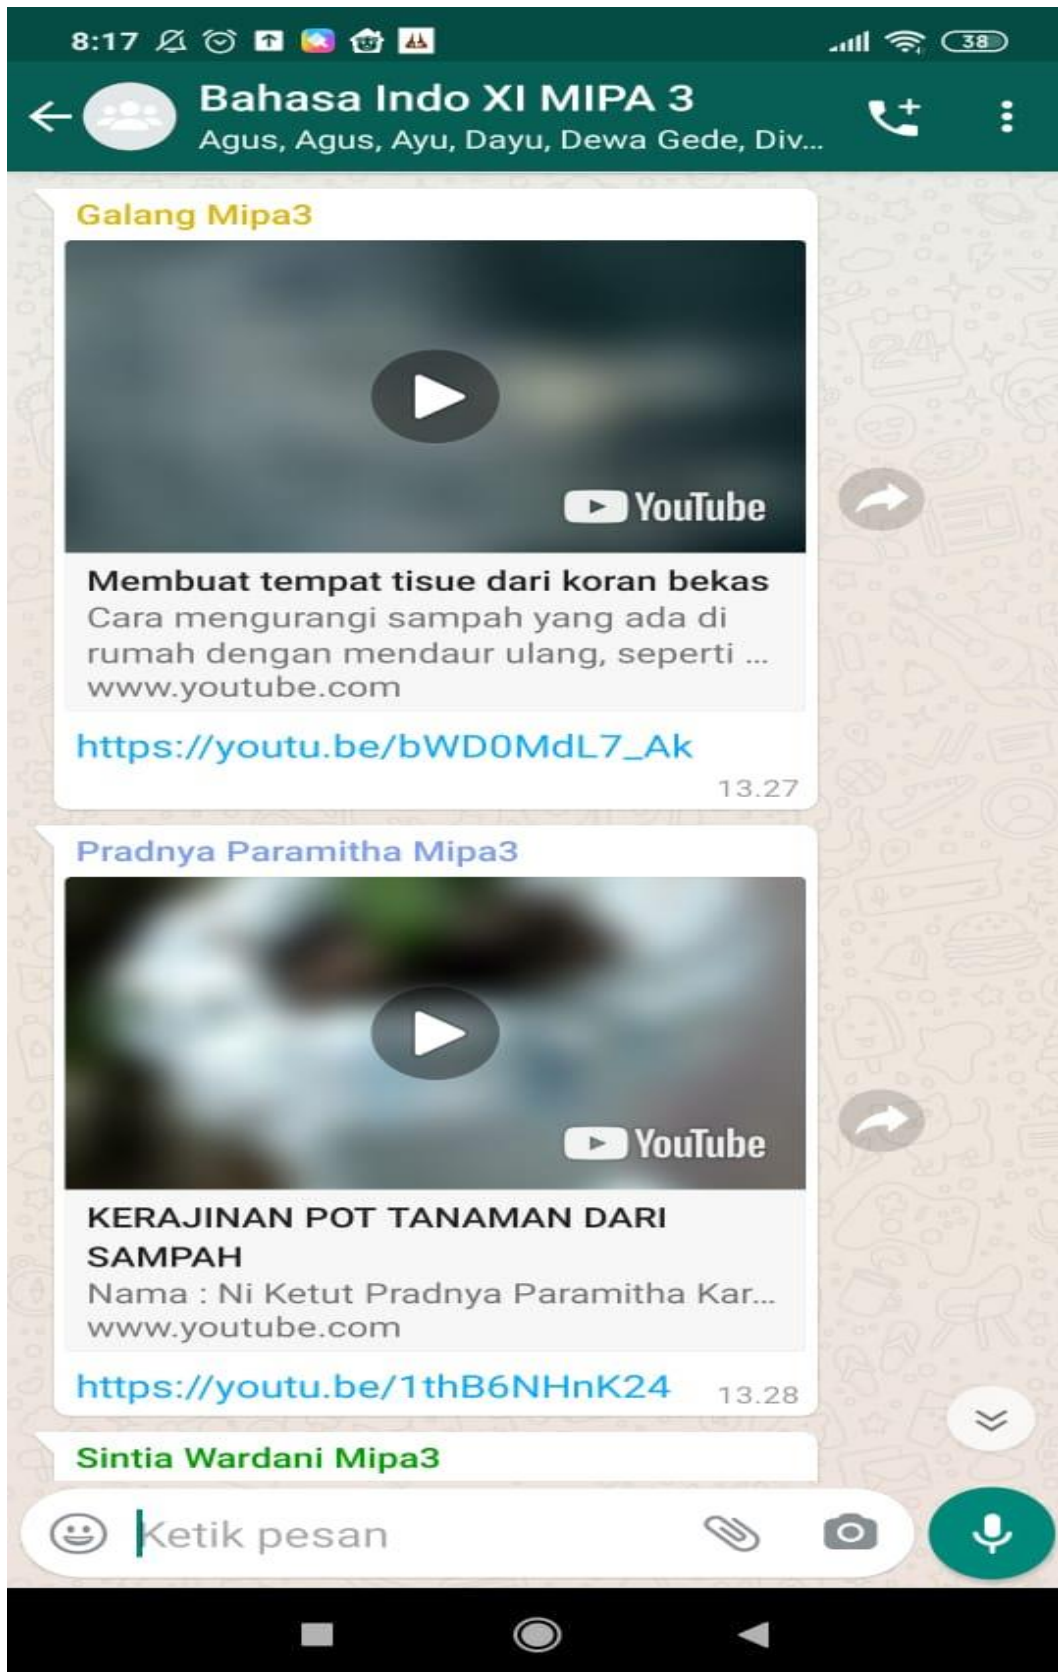 8:17
38
Bahasa Indo XI MIPA 3
Agus, Agus, Ayu, Dayu, Dewa Gede, Div...
Galang Mipa3
YouTube
Membuat tempat tisue dari koran bekas
Cara mengurangi sampah yang ada di
rumah dengan mendaur ulang, seperti ...
www.youtube.com
https://youtu.be/bWD0MdL7_Ak
13.27
Pradnya Paramitha Mipa3
YouTube
KERAJINAN POT TANAMAN DARI
SAMPAH
Nama : Ni Ketut Pradnya Paramitha Kar...
www.youtube.com
https://youtu.be/1thB6NHnK24
13.28
Sintia Wardani Mipa3
Ketik pesan